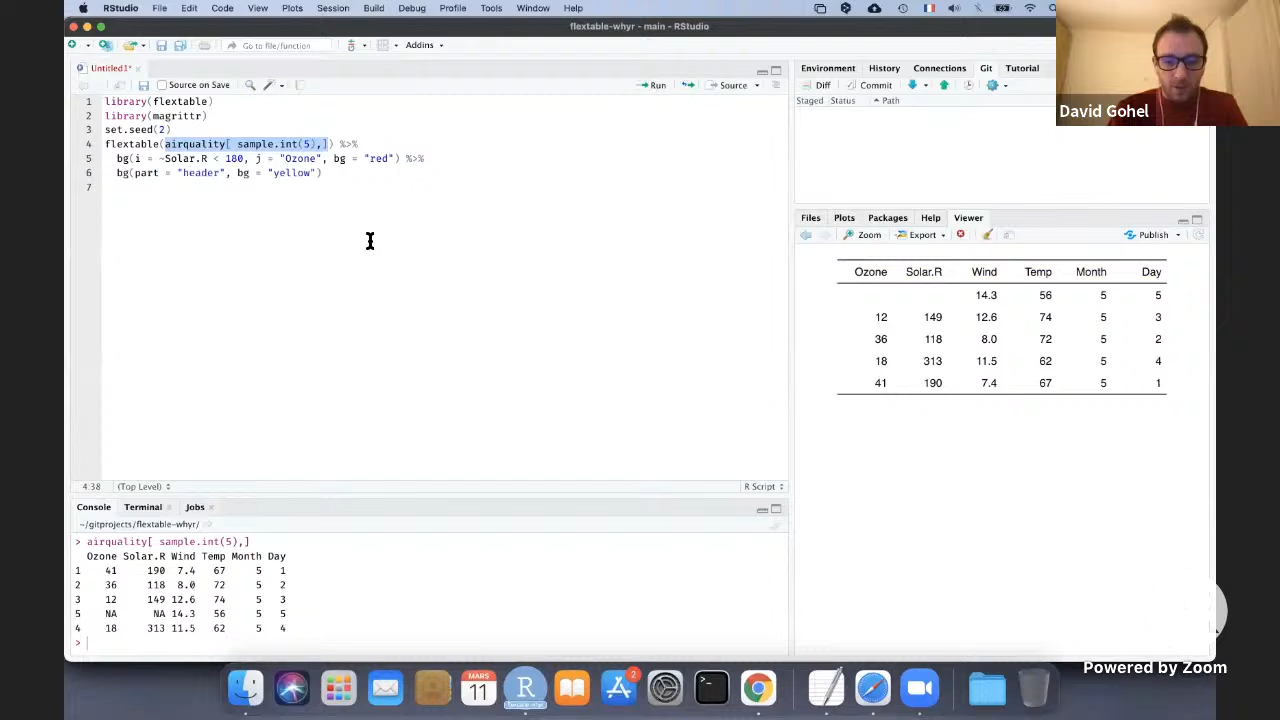 RStudio File Edit Code View Plots Session Build Debug Profile Tools Window Help
flextable-whyr - main - RStudio
Go to file/function Addins
Untitled1*
Source on Save Run Source
1 library(flextable)
2 library(magrittr)
3 set.seed(2)
4 flextable(airquality[ sample.int(5),]) %>%
5 bg(i = ~Solar.R < 180, j = "Ozone", bg = "red") %>%
6 bg(part = "header", bg = "yellow")
7
4:38 (Top Level) R Script
Console Terminal Jobs
~/gitprojects/flextable-whyr/
> airquality[ sample.int(5),]
Ozone Solar.R Wind Temp Month Day
1 41 190 7.4 67 5 1
2 36 118 8.0 72 5 2
3 12 149 12.6 74 5 3
5 NA NA 14.3 56 5 5
4 18 313 11.5 62 5 4
>
Environment History Connections Git Tutorial
Diff Commit
Staged Status Path
Files Plots Packages Help Viewer
Zoom Export Publish
Ozone Solar.R Wind Temp Month Day
14.3 56 5 5
12 149 12.6 74 5 3
36 118 8.0 72 5 2
18 313 11.5 62 5 4
41 190 7.4 67 5 1
David Gohel
MARS
11
R
2
Powered by Zoom